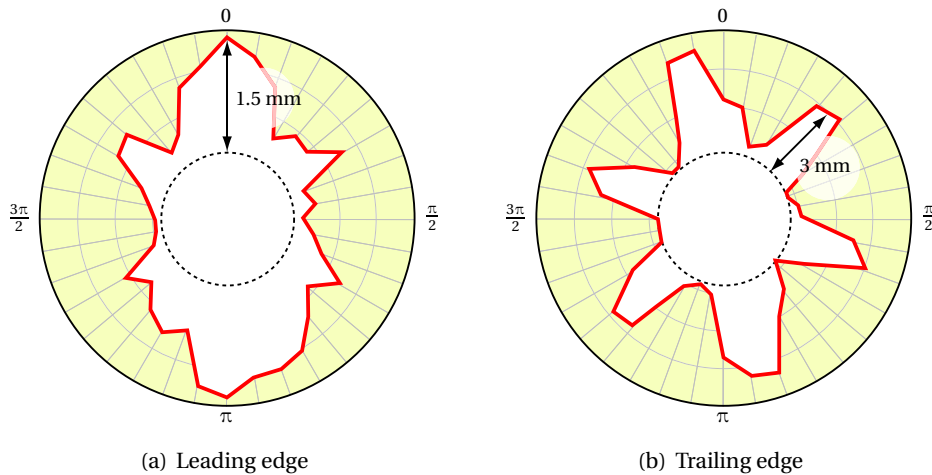 0
1.5 mm
3π/2
π/2
π
(a) Leading edge
0
3 mm
3π/2
π/2
π
(b) Trailing edge